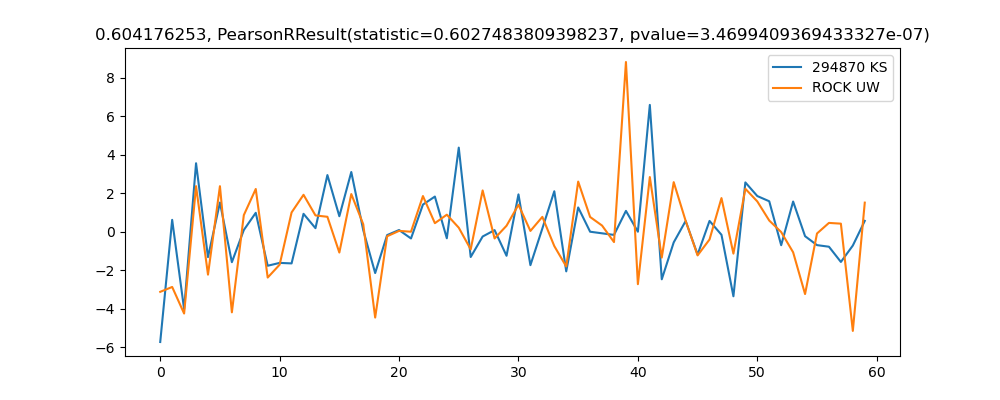 0.604176253, PearsonRResult(statistic=0.6027483809398237, pvalue=3.4699409369433327e-07)
294870 KS
ROCK UW
8
6
4
2
0
−2
−4
−6
0 10 20 30 40 50 60